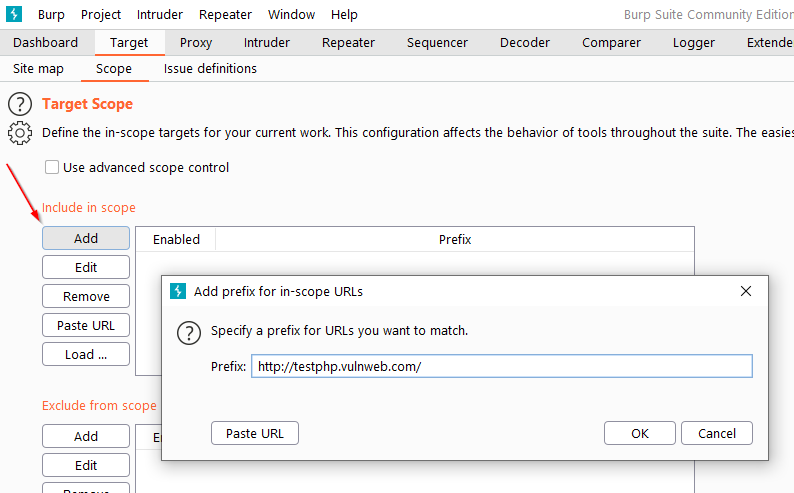 Burp Project Intruder Repeater Window Help Burp Suite Community Edition
Dashboard Target Proxy Intruder Repeater Sequencer Decoder Comparer Logger Extende
Site map Scope Issue definitions
? Target Scope
Define the in-scope targets for your current work. This configuration affects the behavior of tools throughout the suite. The easies
Use advanced scope control
Include in scope
Add Enabled Prefix
Edit
Remove
Paste URL
Load ...
Add prefix for in-scope URLs
? Specify a prefix for URLs you want to match.
Prefix: http://testphp.vulnweb.com/
Paste URL OK Cancel
Exclude from scope
Add
Edit
Remove